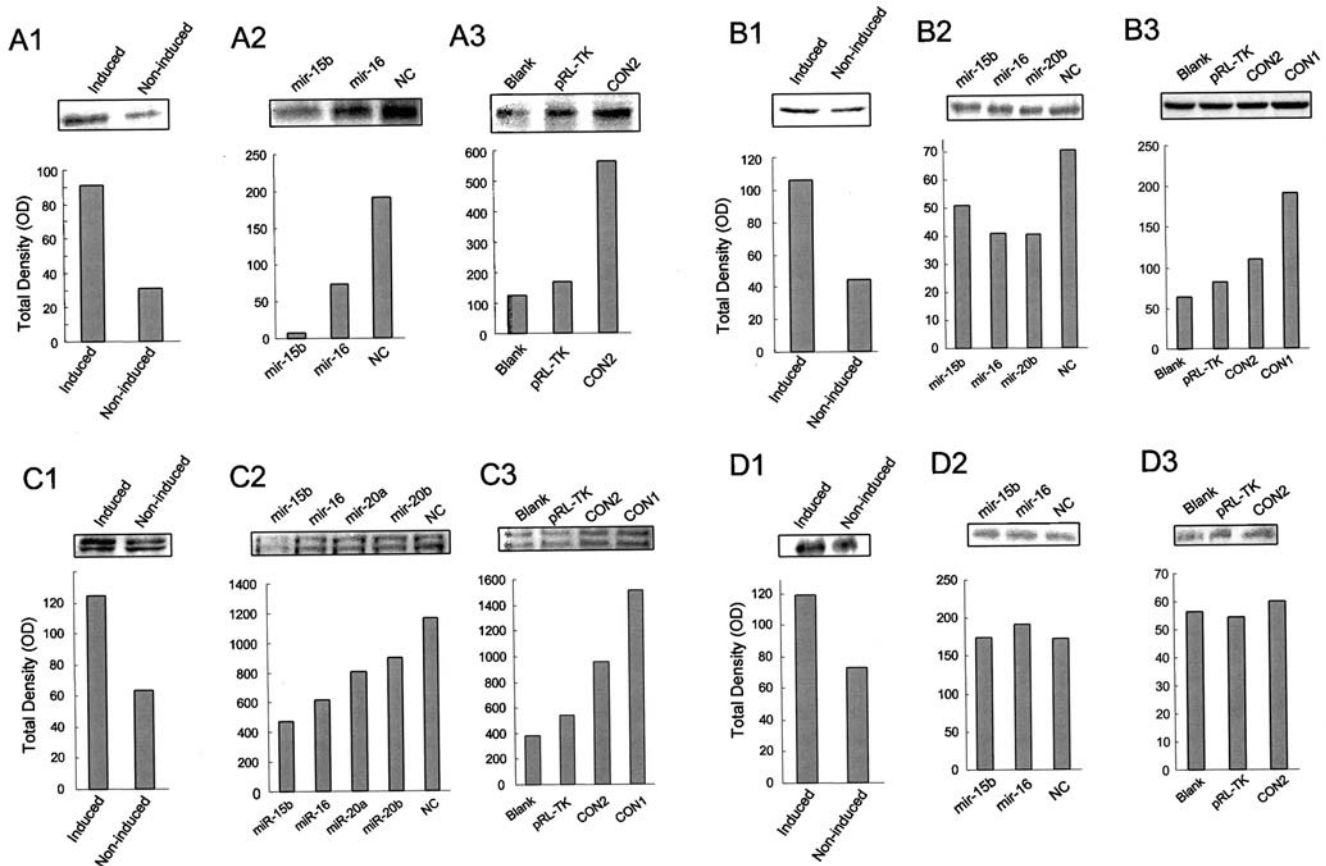 A1
Induced
Non-induced
Total Density (OD)
100
80
60
40
20
0
Induced
Non-induced
A2
mir-15b
mir-16
NC
250
200
150
100
50
0
mir-15b
mir-16
NC
A3
Blank
pRL-TK
CON2
600
500
400
300
200
100
0
Blank
pRL-TK
CON2
B1
Induced
Non-induced
Total Density (OD)
120
100
80
60
40
20
0
Induced
Non-induced
B2
mir-15b
mir-16
mir-20b
NC
70
60
50
40
30
20
10
0
mir-15b
mir-16
mir-20b
NC
B3
Blank
pRL-TK
CON2
CON1
250
200
150
100
50
0
Blank
pRL-TK
CON2
CON1
C1
Induced
Non-induced
Total Density (OD)
120
100
80
60
40
20
0
Induced
Non-induced
C2
mir-15b
mir-16
mir-20a
mir-20b
NC
1400
1200
1000
800
600
400
200
0
miR-15b
miR-16
miR-20a
miR-20b
NC
C3
Blank
pRL-TK
CON2
CON1
1600
1400
1200
1000
800
600
400
200
0
Blank
pRL-TK
CON2
CON1
D1
Induced
Non-induced
Total Density (OD)
120
100
80
60
40
20
0
Induced
Non-induced
D2
mir-15b
mir-16
NC
250
200
150
100
50
0
mir-15b
mir-16
NC
D3
Blank
pRL-TK
CON2
70
60
50
40
30
20
10
0
Blank
pRL-TK
CON2